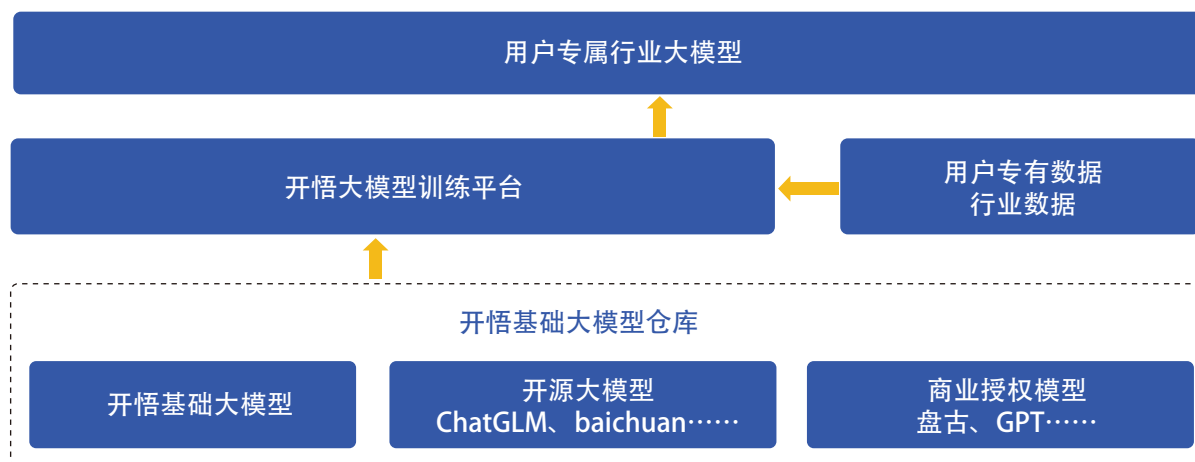 用户专属行业大模型
开悟大模型训练平台
用户专有数据
行业数据
开悟基础大模型仓库
开悟基础大模型
开源大模型
ChatGLM、baichuan……
商业授权模型
盘古、GPT……